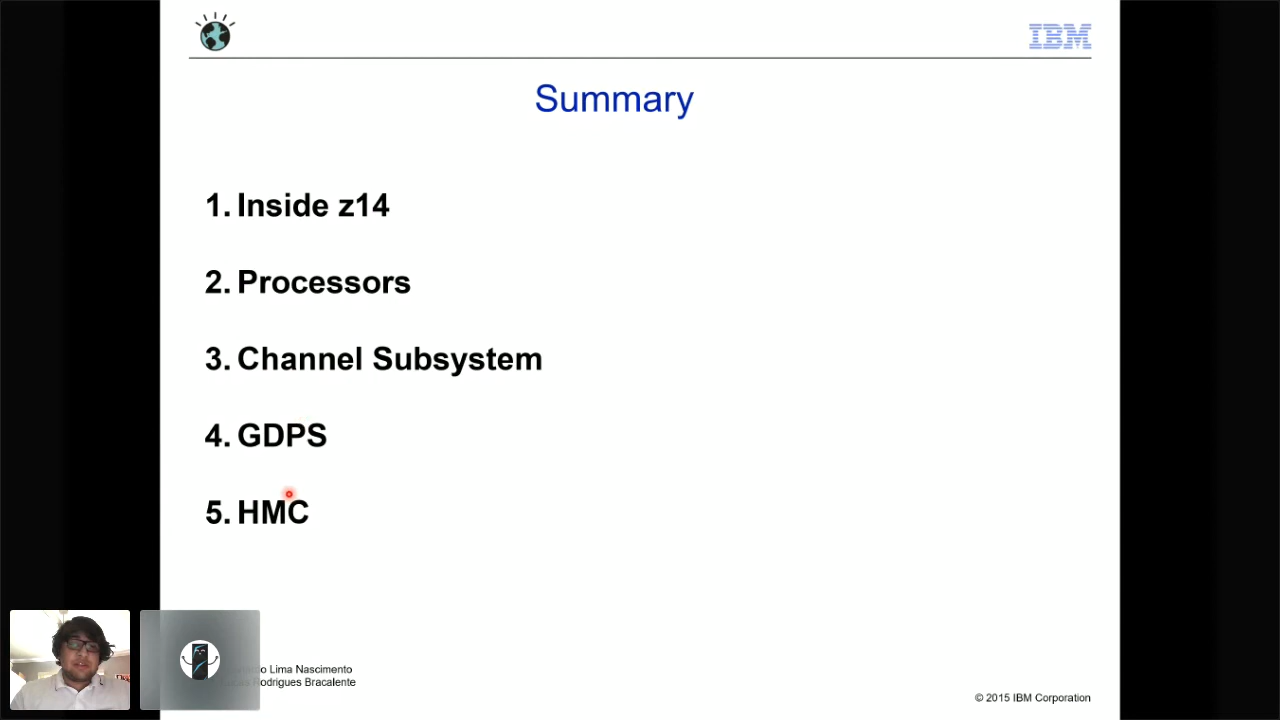 IBM
Summary
1. Inside z14
2. Processors
3. Channel Subsystem
4. GDPS
5. HMC
Lima Nascimento
Rodrigues Bracalente
© 2015 IBM Corporation